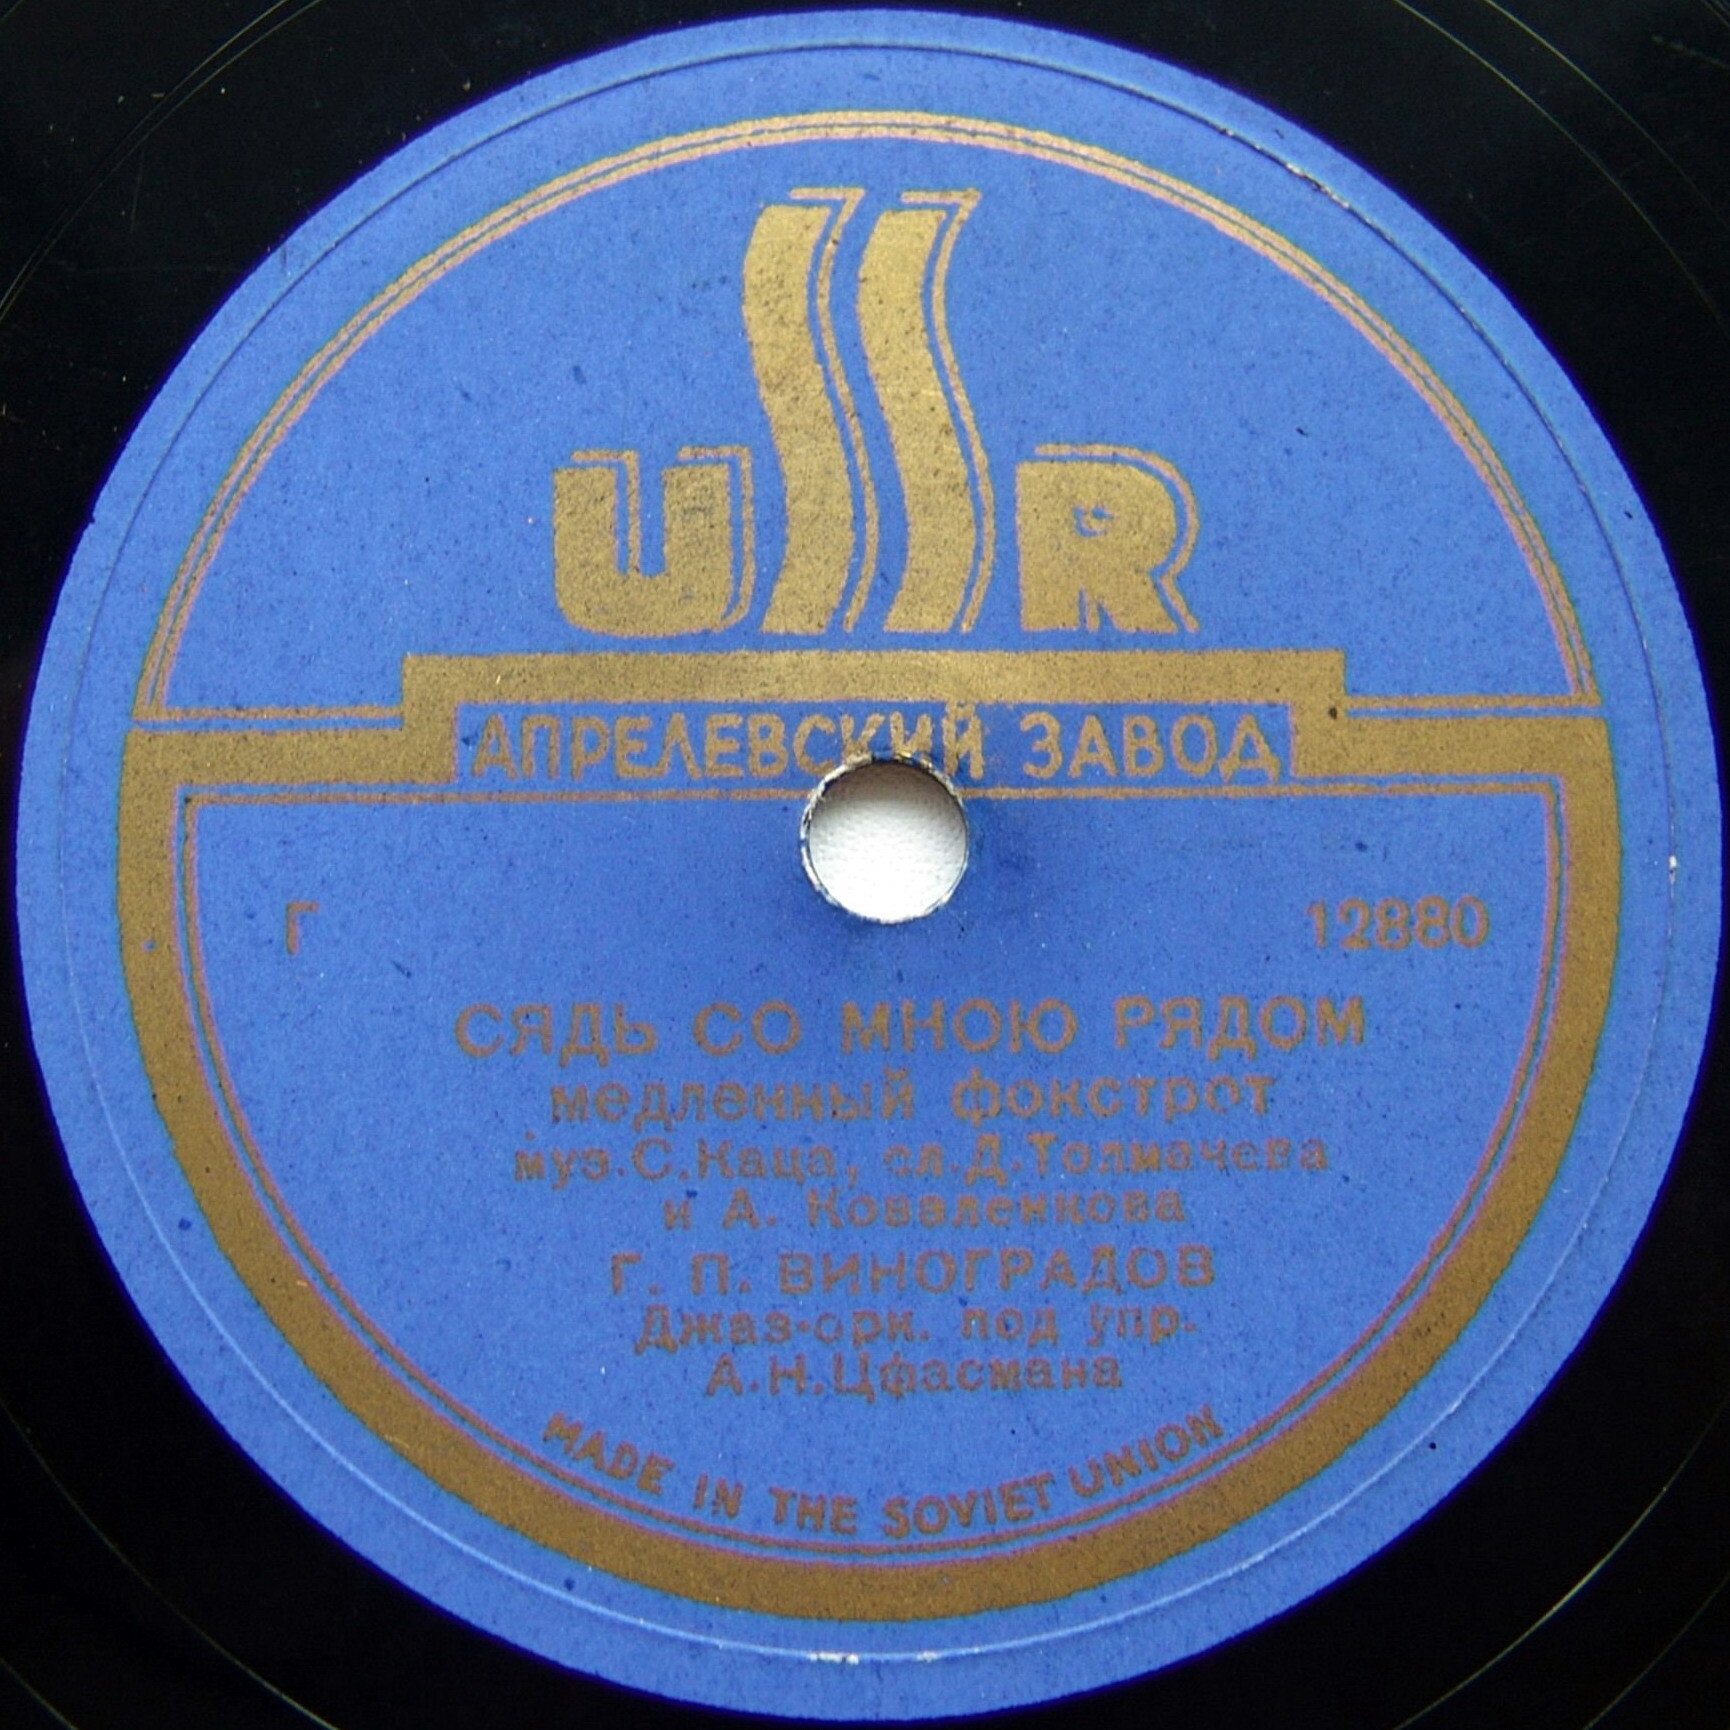 USSR
АПРЕЛЕВСКИЙ ЗАВОД
Г 12880
СЯДЬ СО МНОЮ РЯДОМ
медленный фокстрот
муз. С. Каца, сл. Д. Толмачева
и А. Коваленкова
Г. П. ВИНОГРАДОВ
Джаз-орк. под упр.
А. Н. Цфасмана
MADE IN THE SOVIET UNION